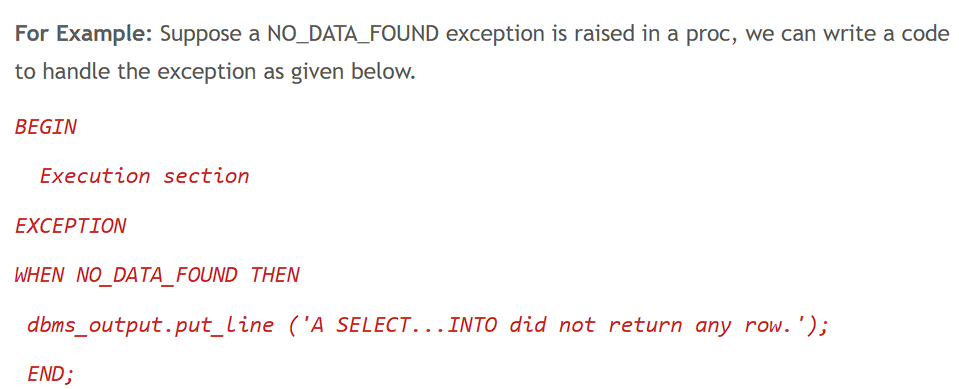 For Example: Suppose a NO_DATA_FOUND exception is raised in a proc, we can write a code
to handle the exception as given below.
BEGIN
Execution section
EXCEPTION
WHEN NO_DATA_FOUND THEN
dbms_output.put_line ('A SELECT...INTO did not return any row.');
END;